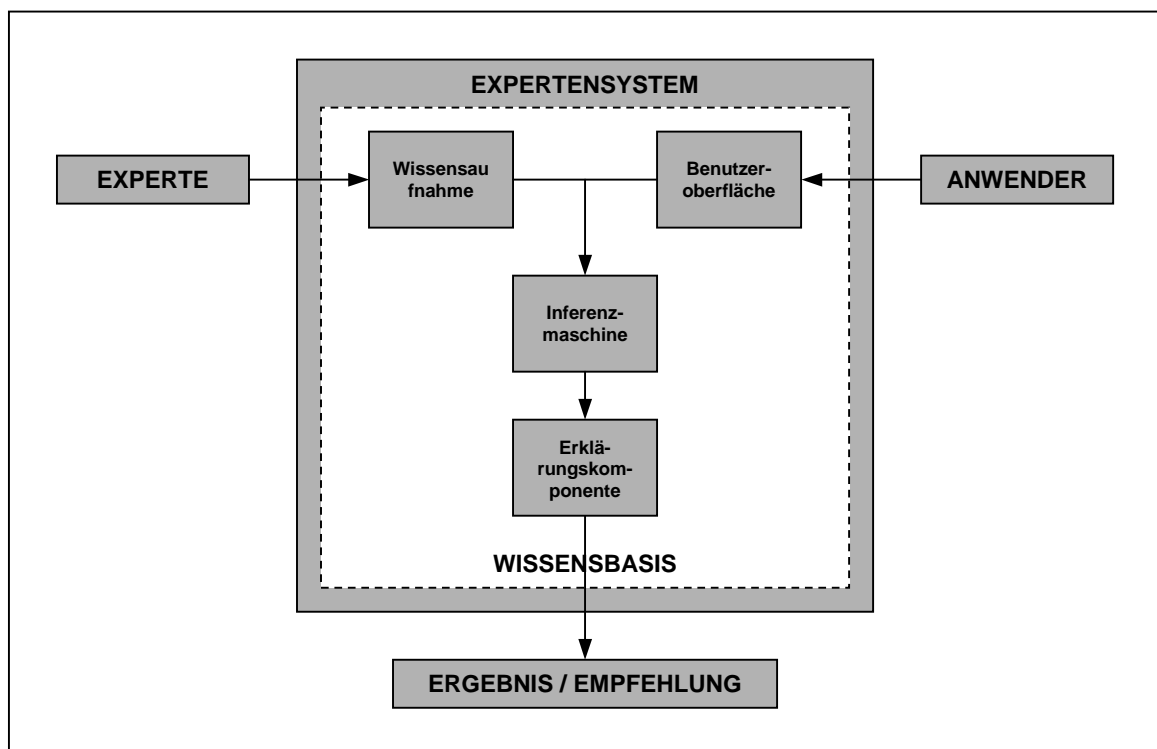 EXPERTENSYSTEM
EXPERTE
Wissensau
fnahme
Benutzer-
oberfläche
ANWENDER
Inferenz-
maschine
Erklä-
rungskom-
ponente
WISSENSBASIS
ERGEBNIS / EMPFEHLUNG